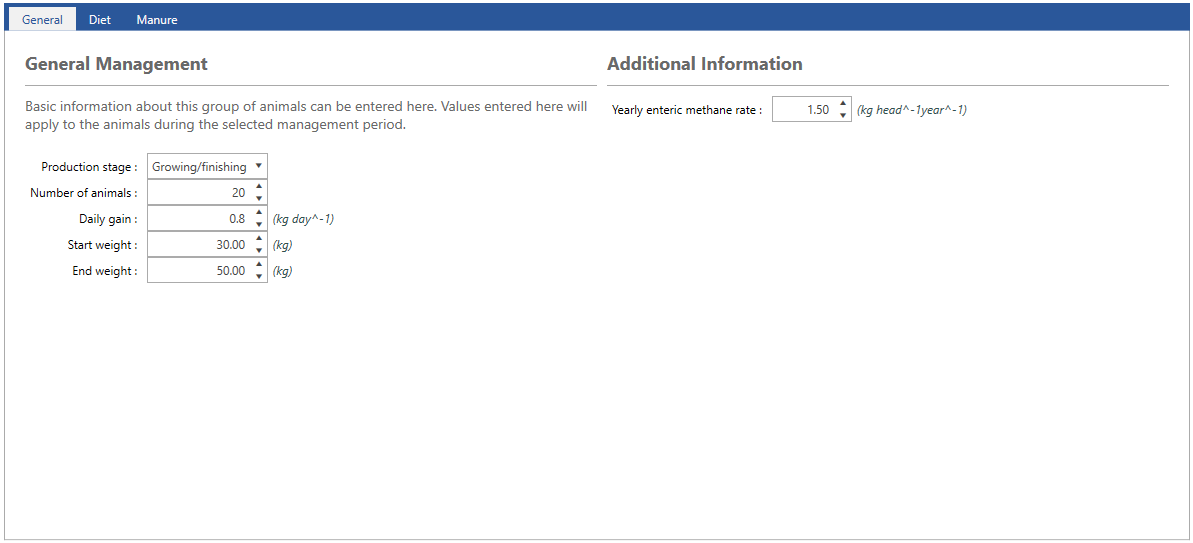 General Diet Manure
General Management
Basic information about this group of animals can be entered here. Values entered here will
apply to the animals during the selected management period.
Production stage : Growing/finishing
Number of animals : 20
Daily gain : 0.8 (kg day^-1)
Start weight : 30.00 (kg)
End weight : 50.00 (kg)
Additional Information
Yearly enteric methane rate : 1.50 (kg head^-1year^-1)